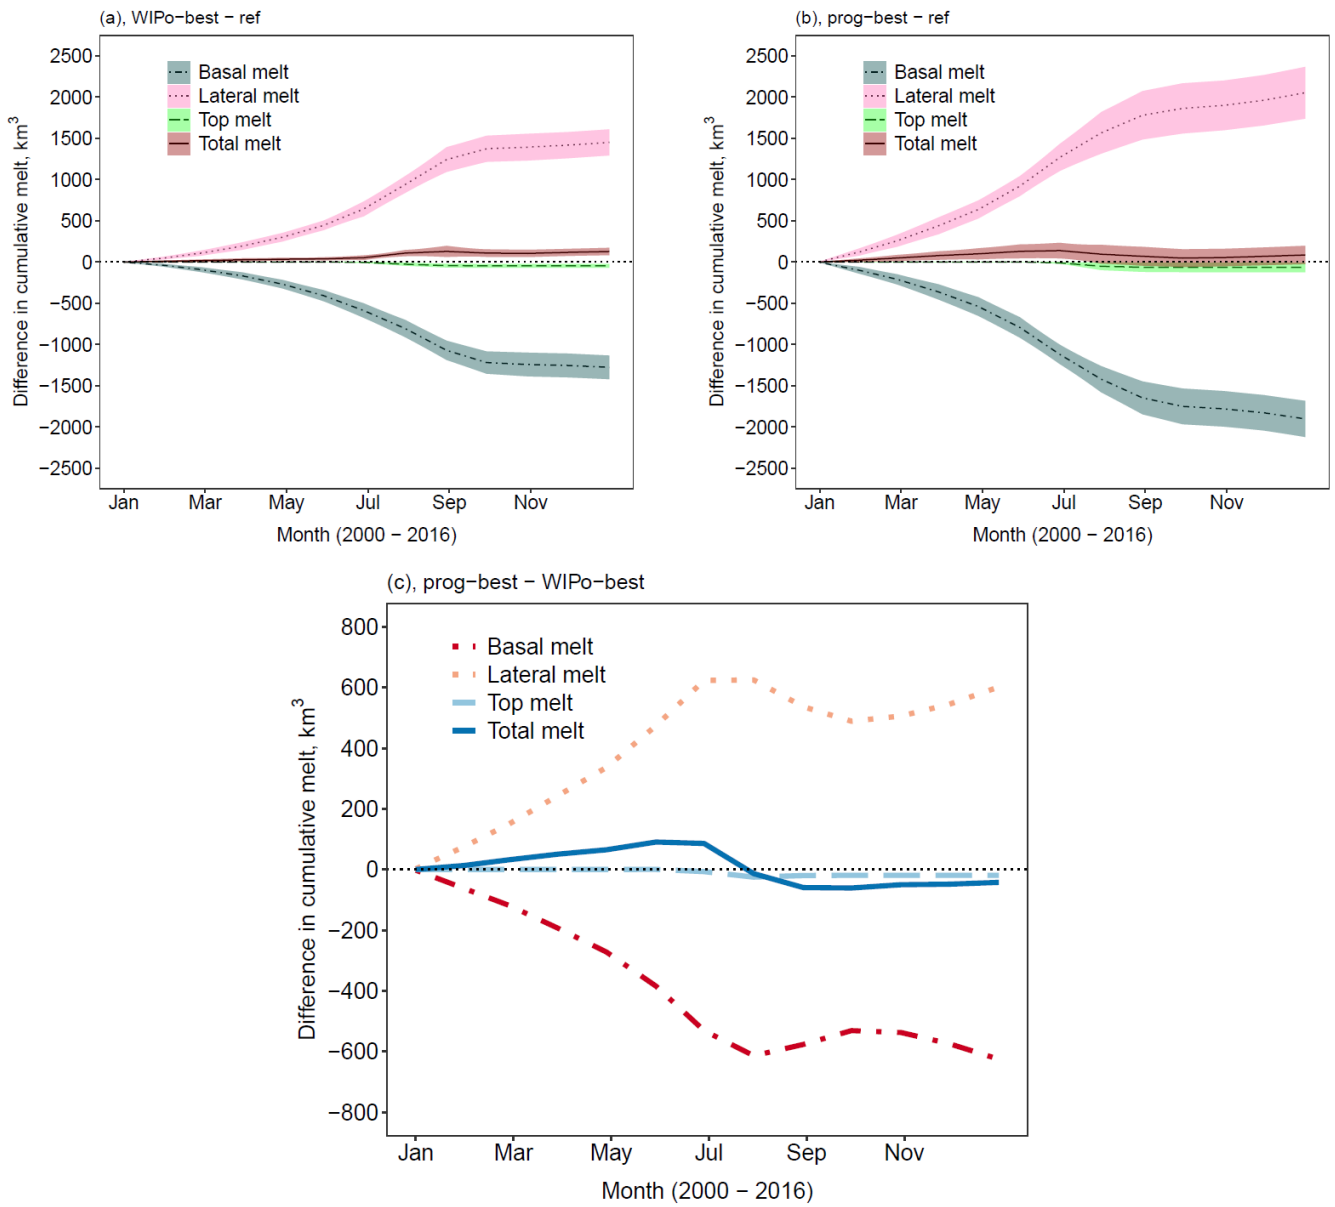 (a), WIPo−best − ref
2500
2000
1500
1000
500
0
−500
−1000
−1500
−2000
−2500
Difference in cumulative melt, km³
Basal melt
Lateral melt
Top melt
Total melt
Jan Mar May Jul Sep Nov
Month (2000 − 2016)
(b), prog−best − ref
2500
2000
1500
1000
500
0
−500
−1000
−1500
−2000
−2500
Difference in cumulative melt, km³
Basal melt
Lateral melt
Top melt
Total melt
Jan Mar May Jul Sep Nov
Month (2000 − 2016)
(c), prog−best − WIPo−best
800
600
400
200
0
−200
−400
−600
−800
Difference in cumulative melt, km³
Basal melt
Lateral melt
Top melt
Total melt
Jan Mar May Jul Sep Nov
Month (2000 − 2016)